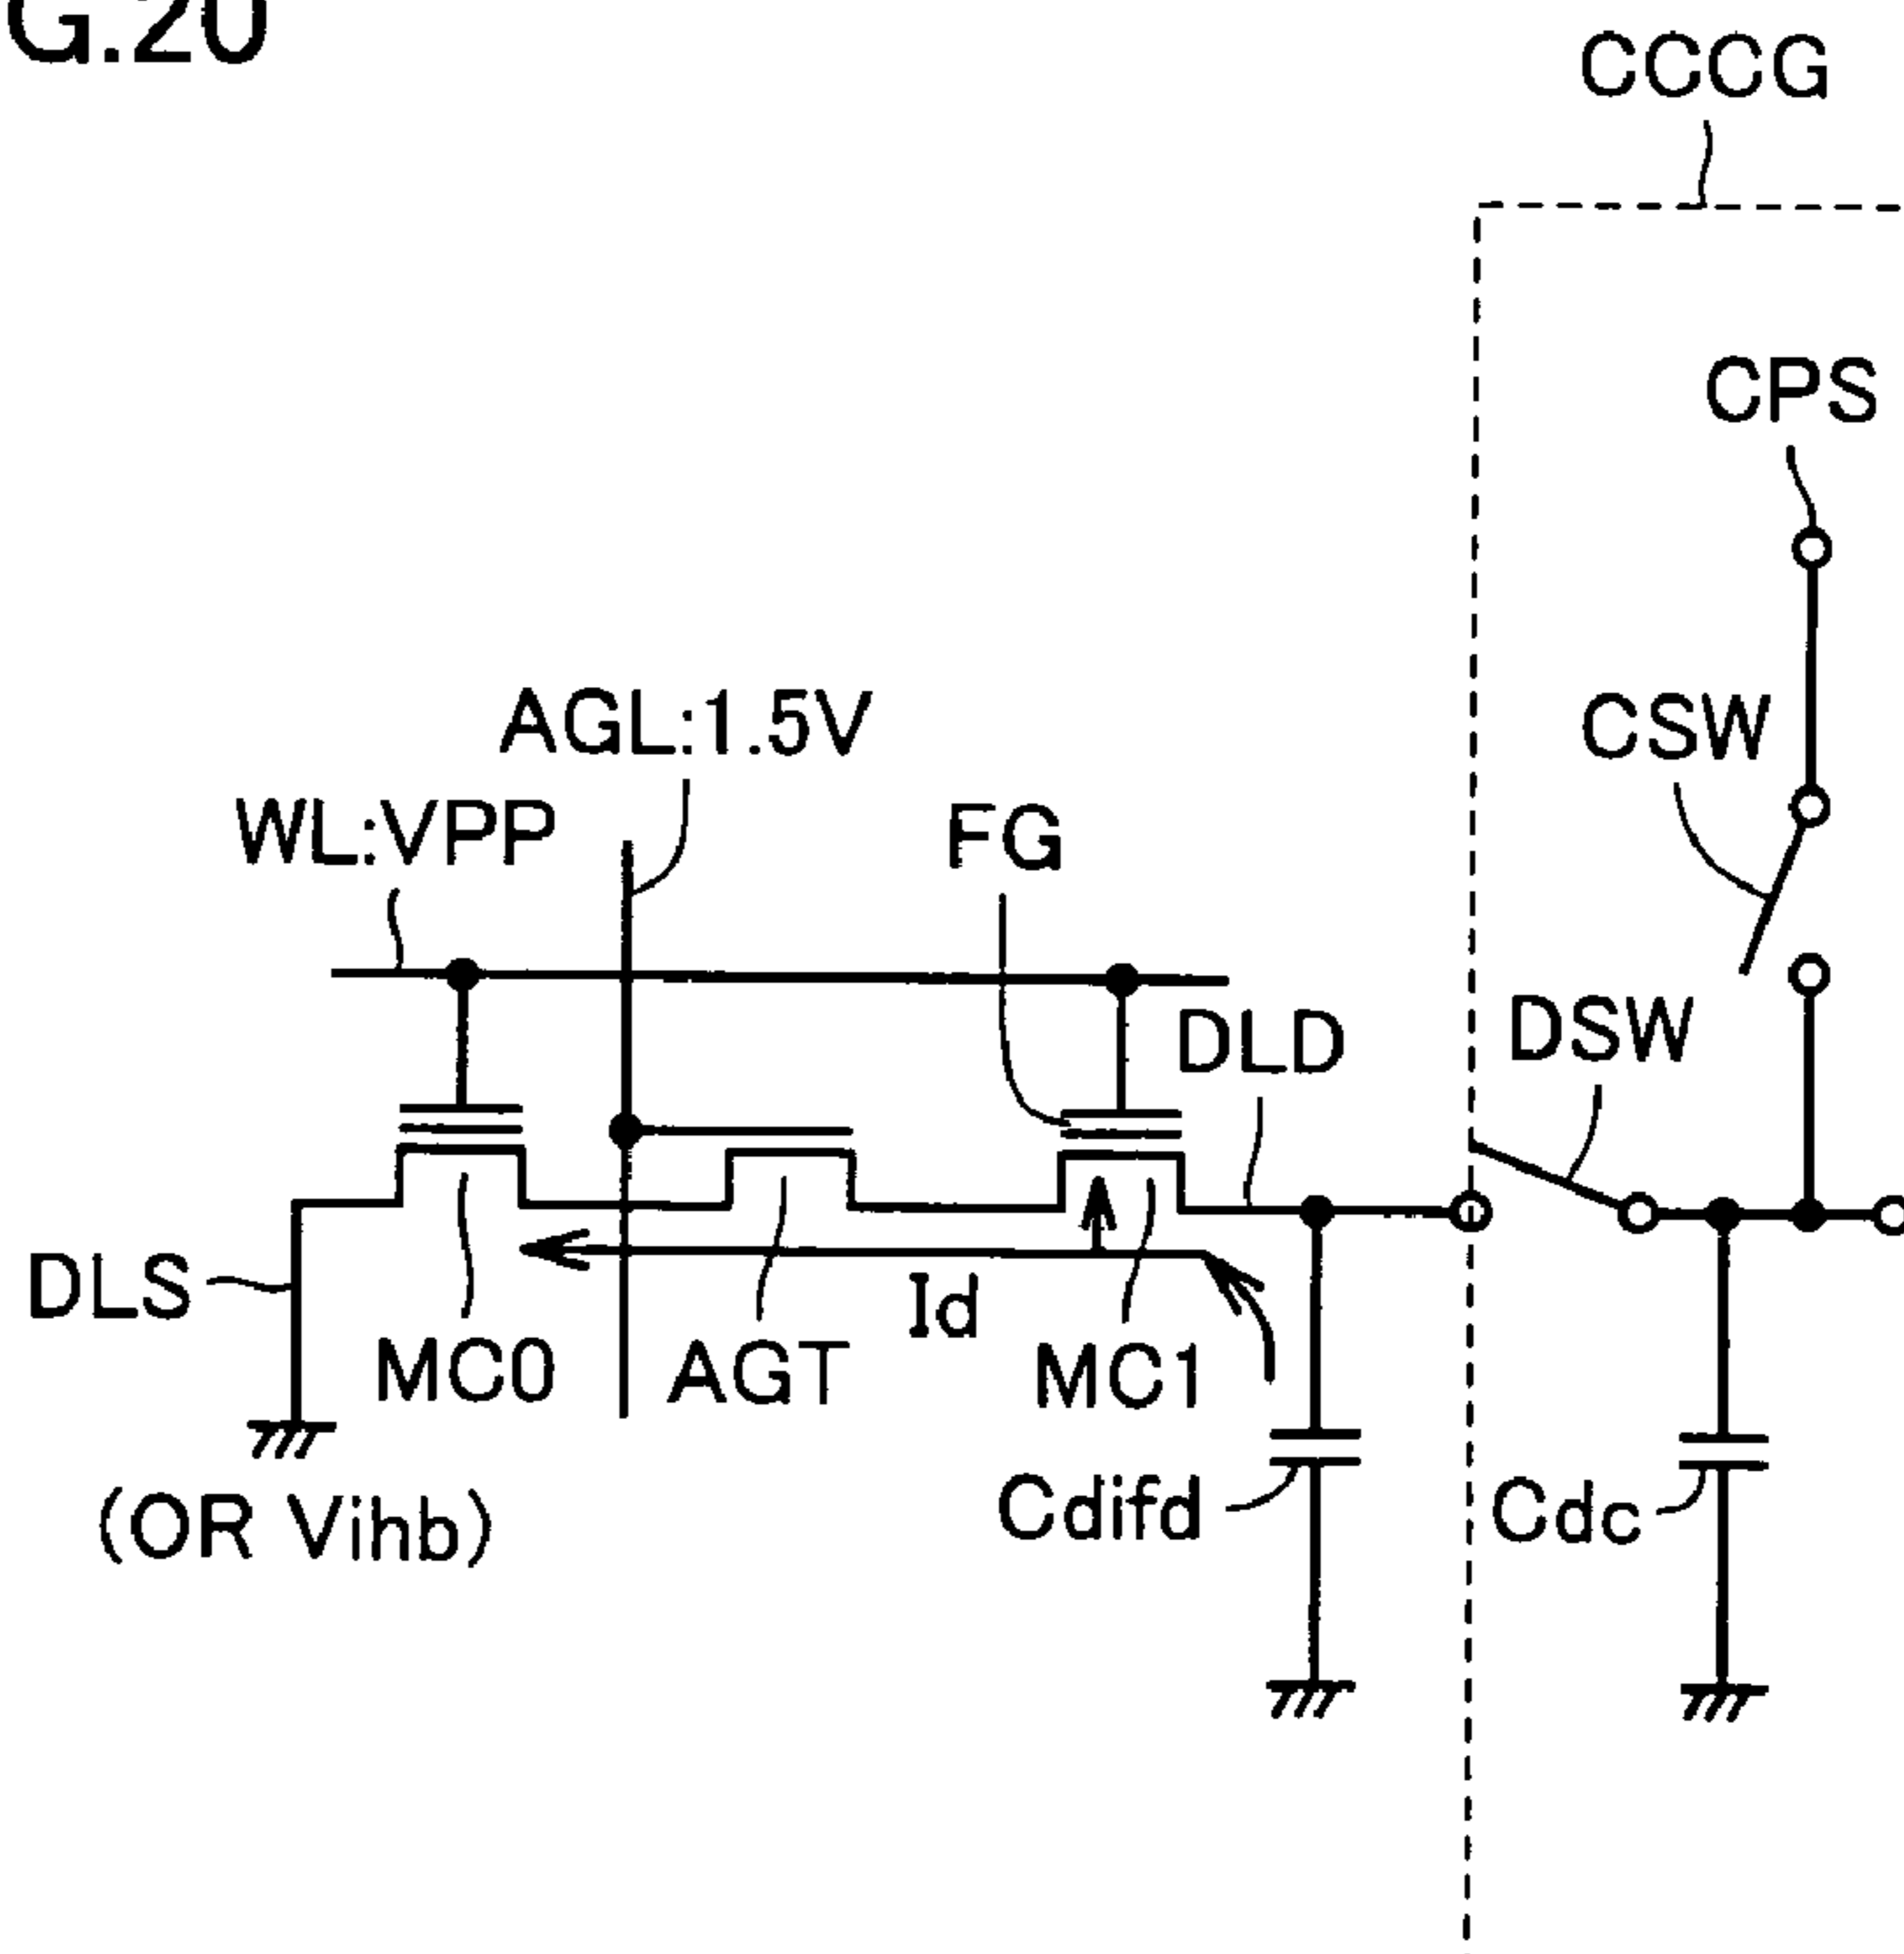 G.20
CCCG
CPS
AGL:1.5V
CSW
WL:VPP
FG
DLD
DSW
DLS
Id
MC0
AGT
MC1
Cdifd
Cdc
(OR Vihb)